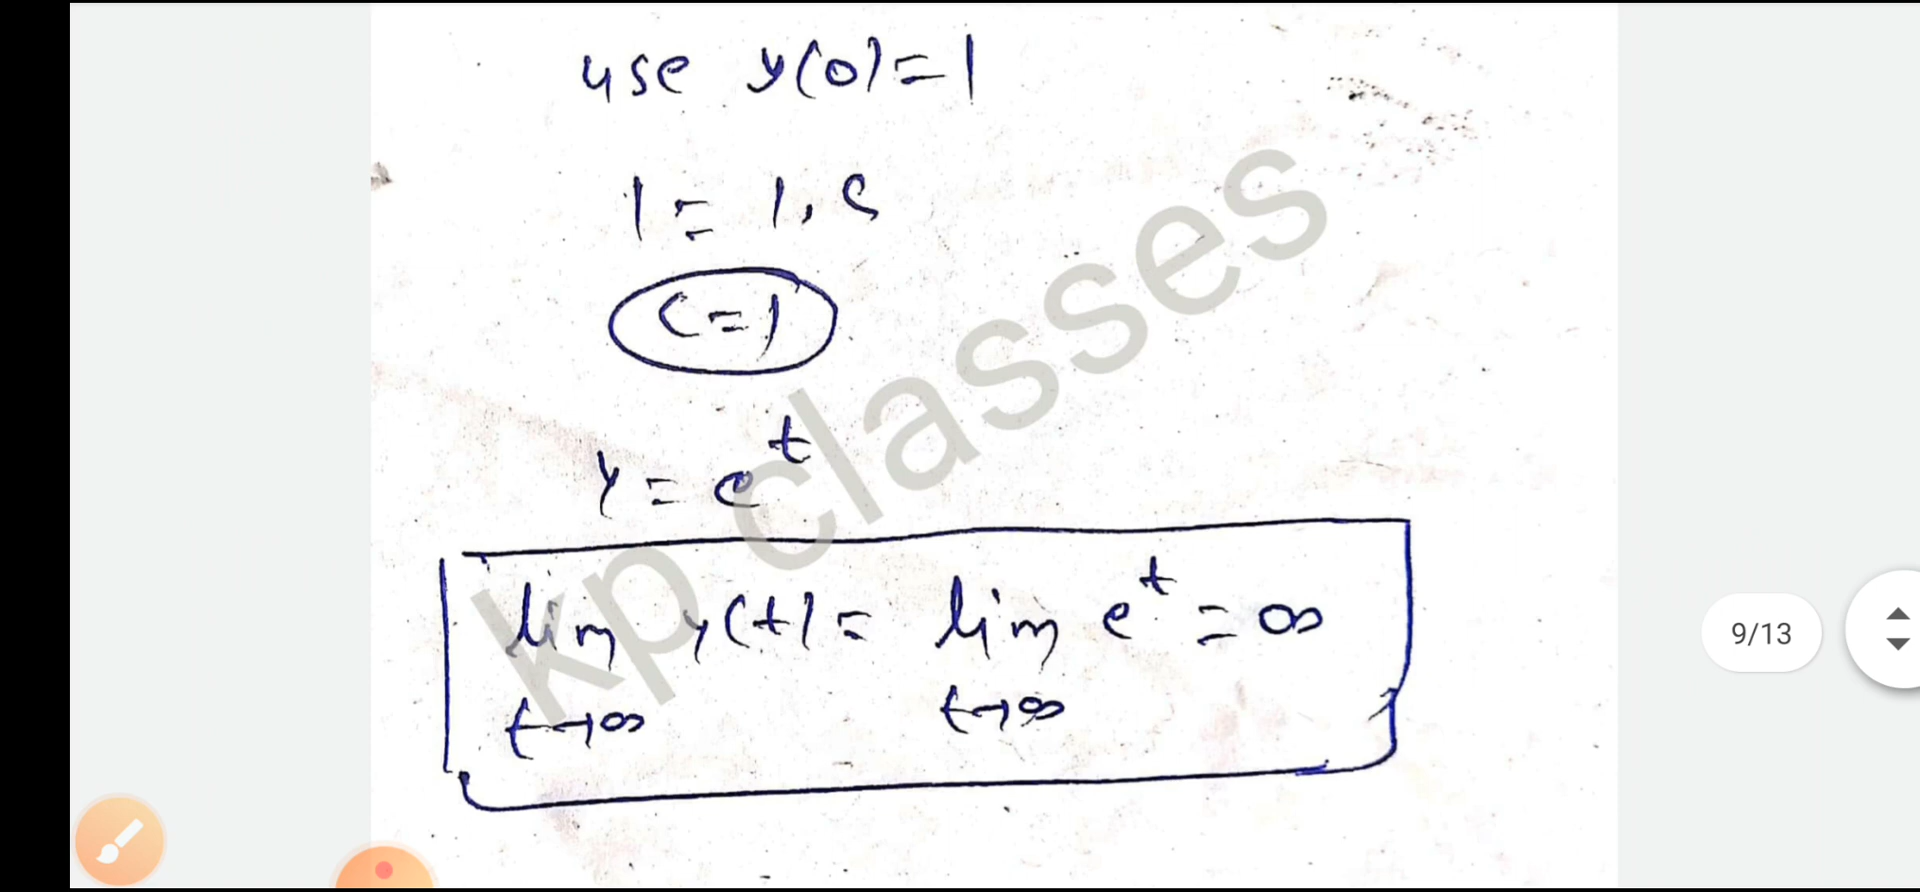 use y(0)=1
1 = 1.c
c=1
y = e^t
lim y(t) = lim e^t = ∞
t→∞ t→∞
9/13
kp classes